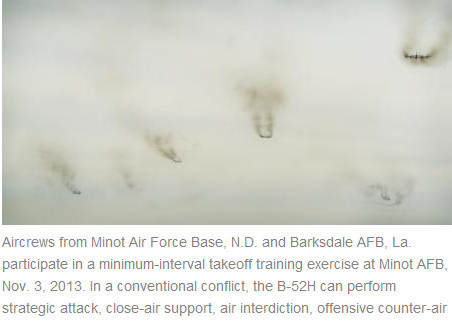 Aircrews from Minot Air Force Base, N.D. and Barksdale AFB, La.
participate in a minimum-interval takeoff training exercise at Minot AFB,
Nov. 3, 2013. In a conventional conflict, the B-52H can perform
strategic attack, close-air support, air interdiction, offensive counter-air